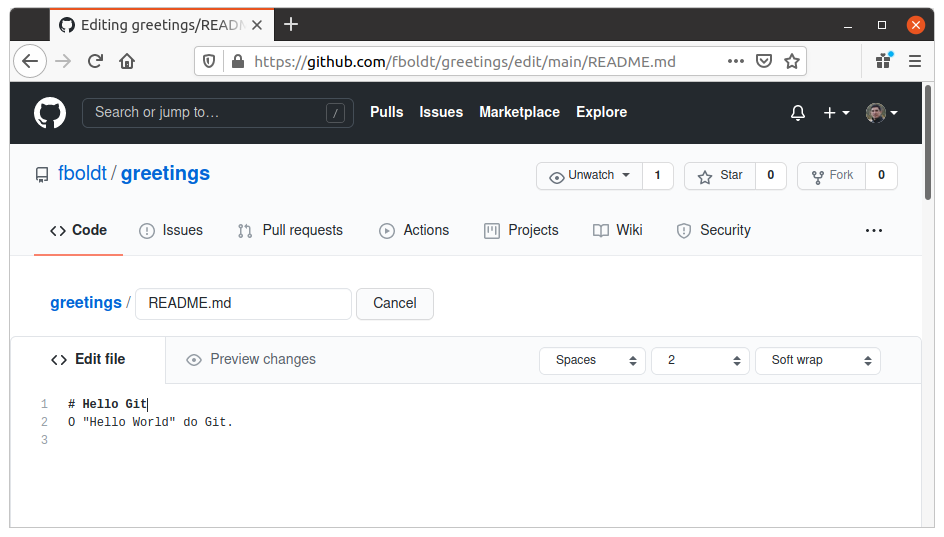 Editing greetings/READM
https://github.com/fboldt/greetings/edit/main/README.md
Search or jump to… / Pulls Issues Marketplace Explore
fboldt / greetings Unwatch 1 Star 0 Fork 0
Code Issues Pull requests Actions Projects Wiki Security
greetings / README.md Cancel
Edit file Preview changes Spaces 2 Soft wrap
1 # Hello Git
2 O "Hello World" do Git.
3